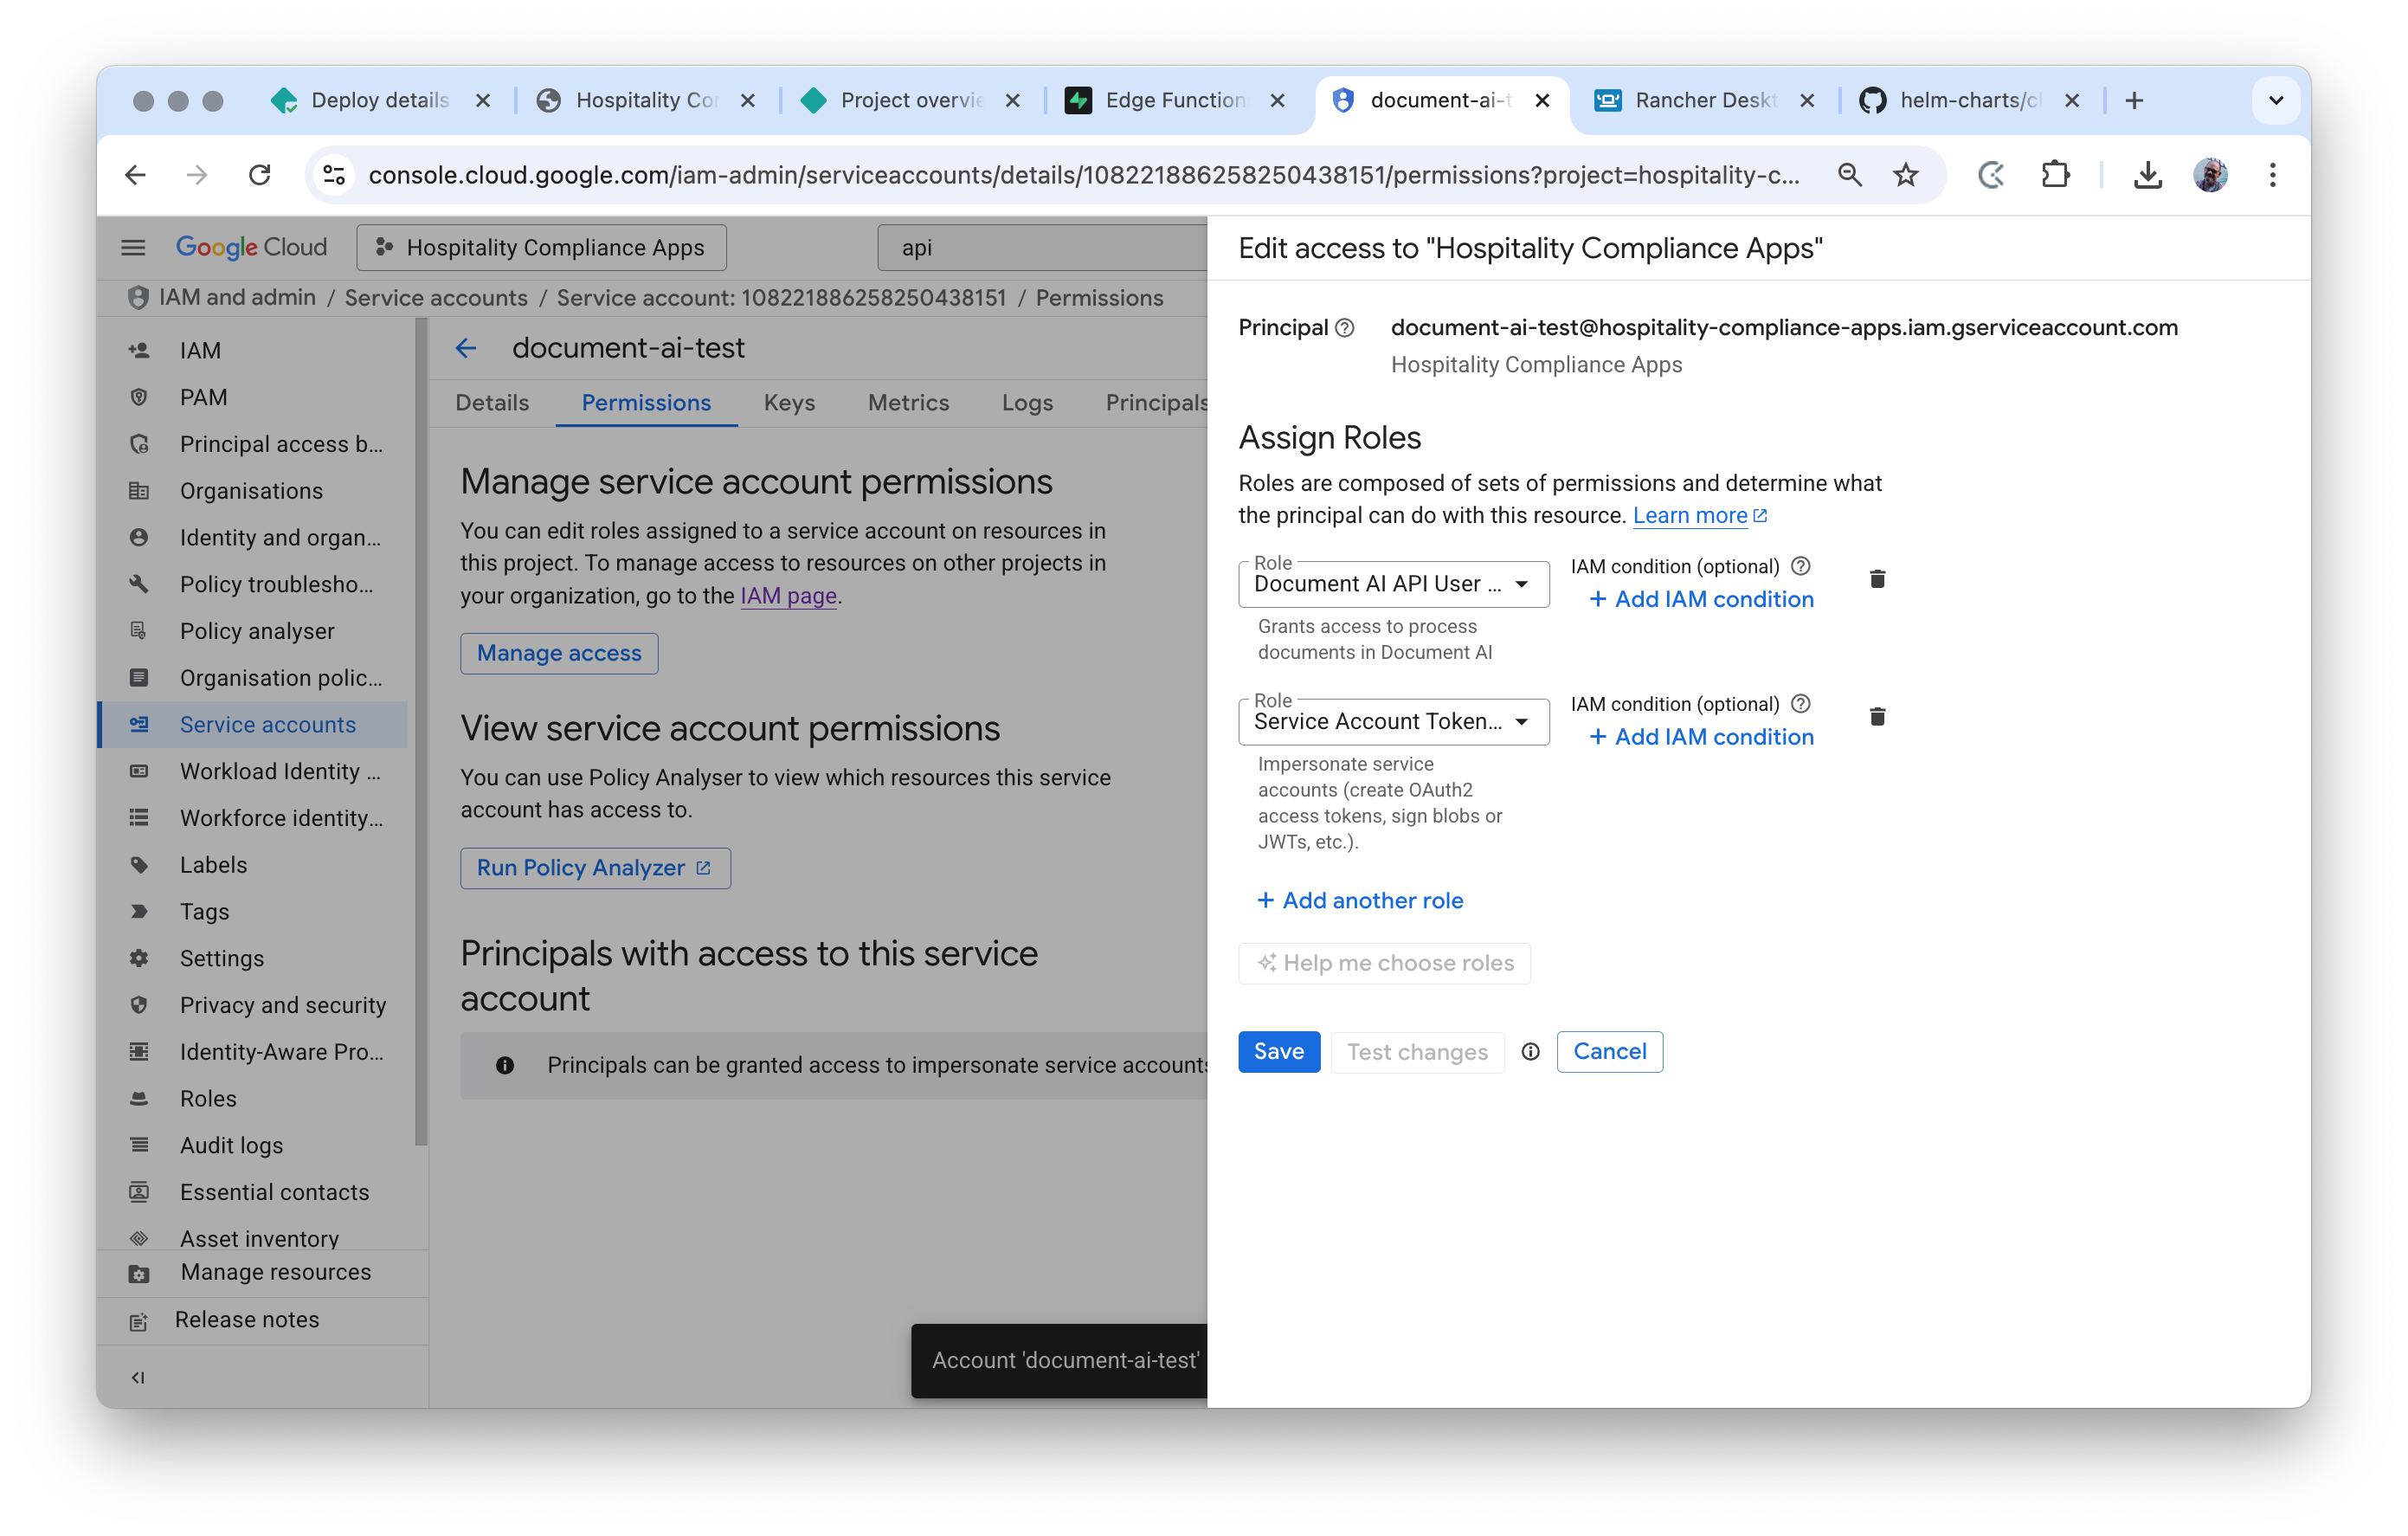 Deploy details
Hospitality Co
Project overvie
Edge Function
document-ai-t
Rancher Deskt
helm-charts/cl
console.cloud.google.com/iam-admin/serviceaccounts/details/108221886258250438151/permissions?project=hospitality-c...
Google Cloud
Hospitality Compliance Apps
api
IAM and admin / Service accounts / Service account: 108221886258250438151 / Permissions
IAM
PAM
Principal access b...
Organisations
Identity and organ...
Policy troublesho...
Policy analyser
Organisation polic...
Service accounts
Workload Identity ...
Workforce identity...
Labels
Tags
Settings
Privacy and security
Identity-Aware Pro...
Roles
Audit logs
Essential contacts
Asset inventory
Manage resources
Release notes
document-ai-test
Details
Permissions
Keys
Metrics
Logs
Principals
Manage service account permissions
You can edit roles assigned to a service account on resources in
this project. To manage access to resources on other projects in
your organization, go to the IAM page.
Manage access
View service account permissions
You can use Policy Analyser to view which resources this service
account has access to.
Run Policy Analyzer
Principals with access to this service
account
Principals can be granted access to impersonate service accounts
Account 'document-ai-test'
Edit access to "Hospitality Compliance Apps"
Principal
document-ai-test@hospitality-compliance-apps.iam.gserviceaccount.com
Hospitality Compliance Apps
Assign Roles
Roles are composed of sets of permissions and determine what
the principal can do with this resource. Learn more
Role
Document AI API User ...
IAM condition (optional)
+ Add IAM condition
Grants access to process
documents in Document AI
Role
Service Account Token...
IAM condition (optional)
+ Add IAM condition
Impersonate service
accounts (create OAuth2
access tokens, sign blobs or
JWTs, etc.).
+ Add another role
Help me choose roles
Save
Test changes
Cancel